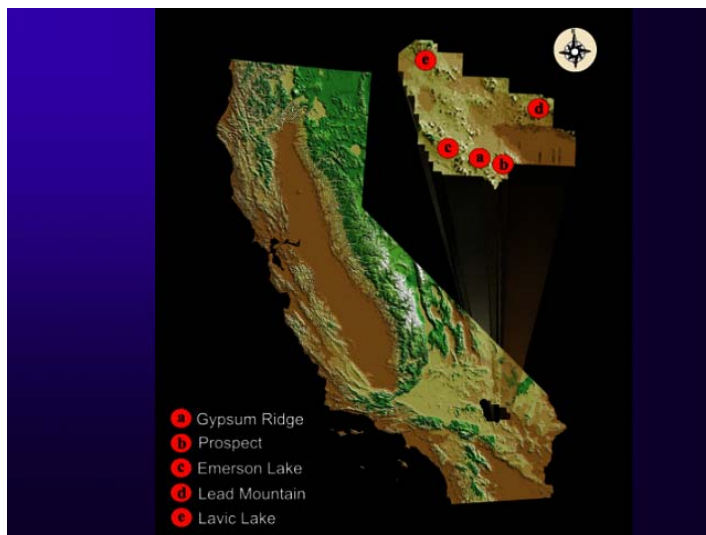 e
d
c a b
a Gypsum Ridge
b Prospect
c Emerson Lake
d Lead Mountain
e Lavic Lake